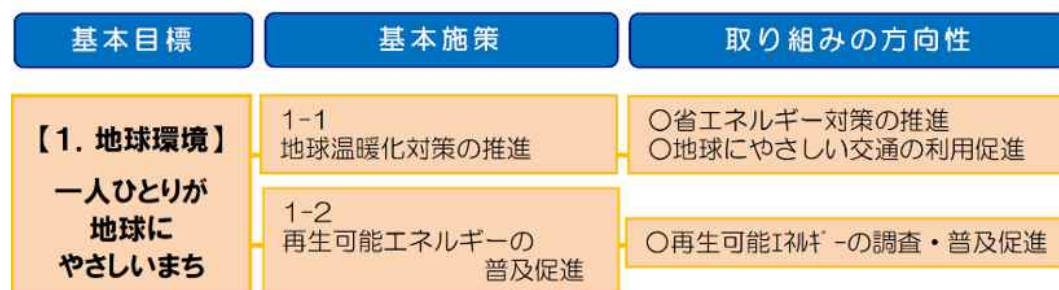 基本目標
基本施策
取り組みの方向性
【1. 地球環境】
一人ひとりが
地球に
やさしいまち
1-1
地球温暖化対策の推進
○省エネルギー対策の推進
○地球にやさしい交通の利用促進
1-2
再生可能エネルギーの
普及促進
○再生可能ｴﾈﾙｷﾞｰの調査・普及促進